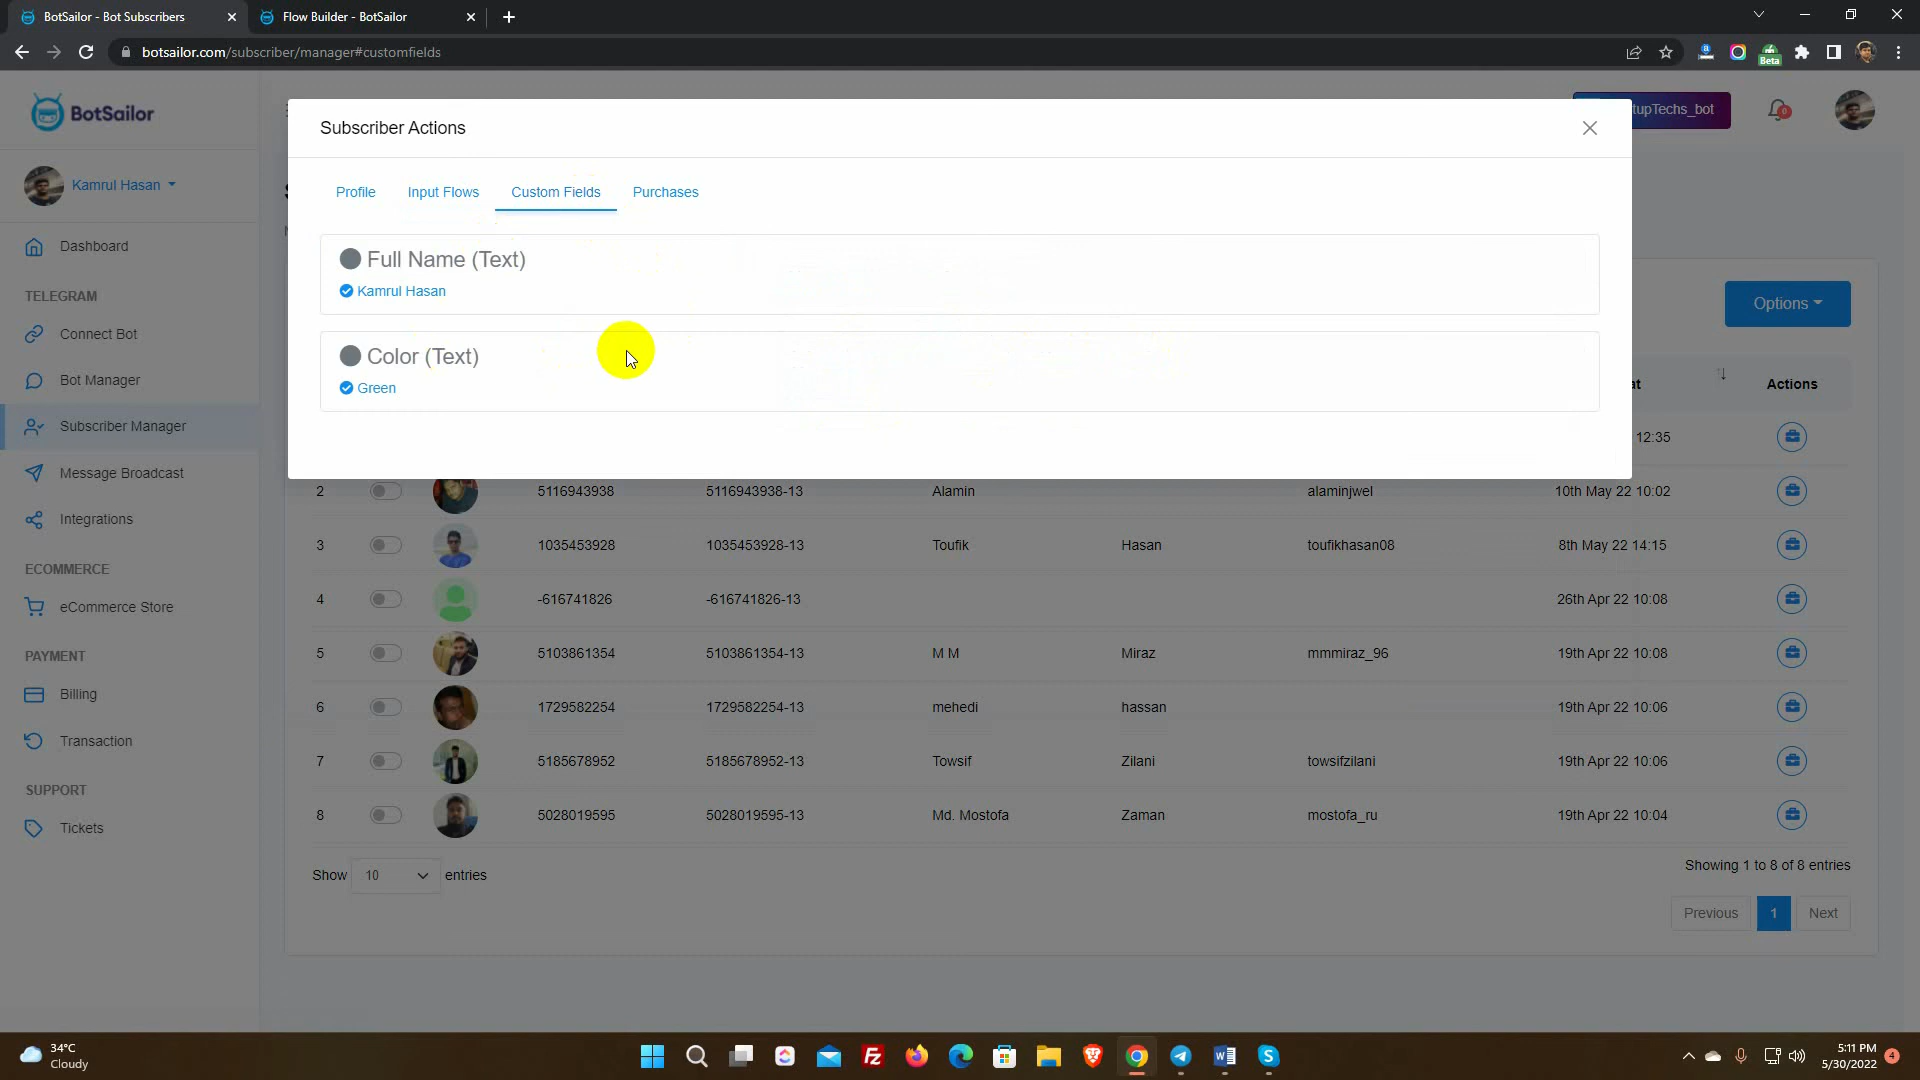 BotSailor - Bot Subscribers
Flow Builder - BotSailor
botsailor.com/subscriber/manager#customfields
Beta
BotSailor
Kamrul Hasan
Dashboard
TELEGRAM
Connect Bot
Bot Manager
Subscriber Manager
Message Broadcast
Integrations
ECOMMERCE
eCommerce Store
PAYMENT
Billing
Transaction
SUPPORT
Tickets
tupTechs_bot
0
Subscriber Actions
Profile Input Flows Custom Fields Purchases
Full Name (Text)
Kamrul Hasan
Color (Text)
Green
Options
at Actions
12:35
2 5116943938 5116943938-13 Alamin alaminjwel 10th May 22 10:02
3 1035453928 1035453928-13 Toufik Hasan toufikhasan08 8th May 22 14:15
4 -616741826 -616741826-13 26th Apr 22 10:08
5 5103861354 5103861354-13 M M Miraz mmmiraz_96 19th Apr 22 10:08
6 1729582254 1729582254-13 mehedi hassan 19th Apr 22 10:06
7 5185678952 5185678952-13 Towsif Zilani towsifzilani 19th Apr 22 10:06
8 5028019595 5028019595-13 Md. Mostofa Zaman mostofa_ru 19th Apr 22 10:04
Show 10 entries
Showing 1 to 8 of 8 entries
Previous 1 Next
34°C
Cloudy
5:11 PM
5/30/2022
4